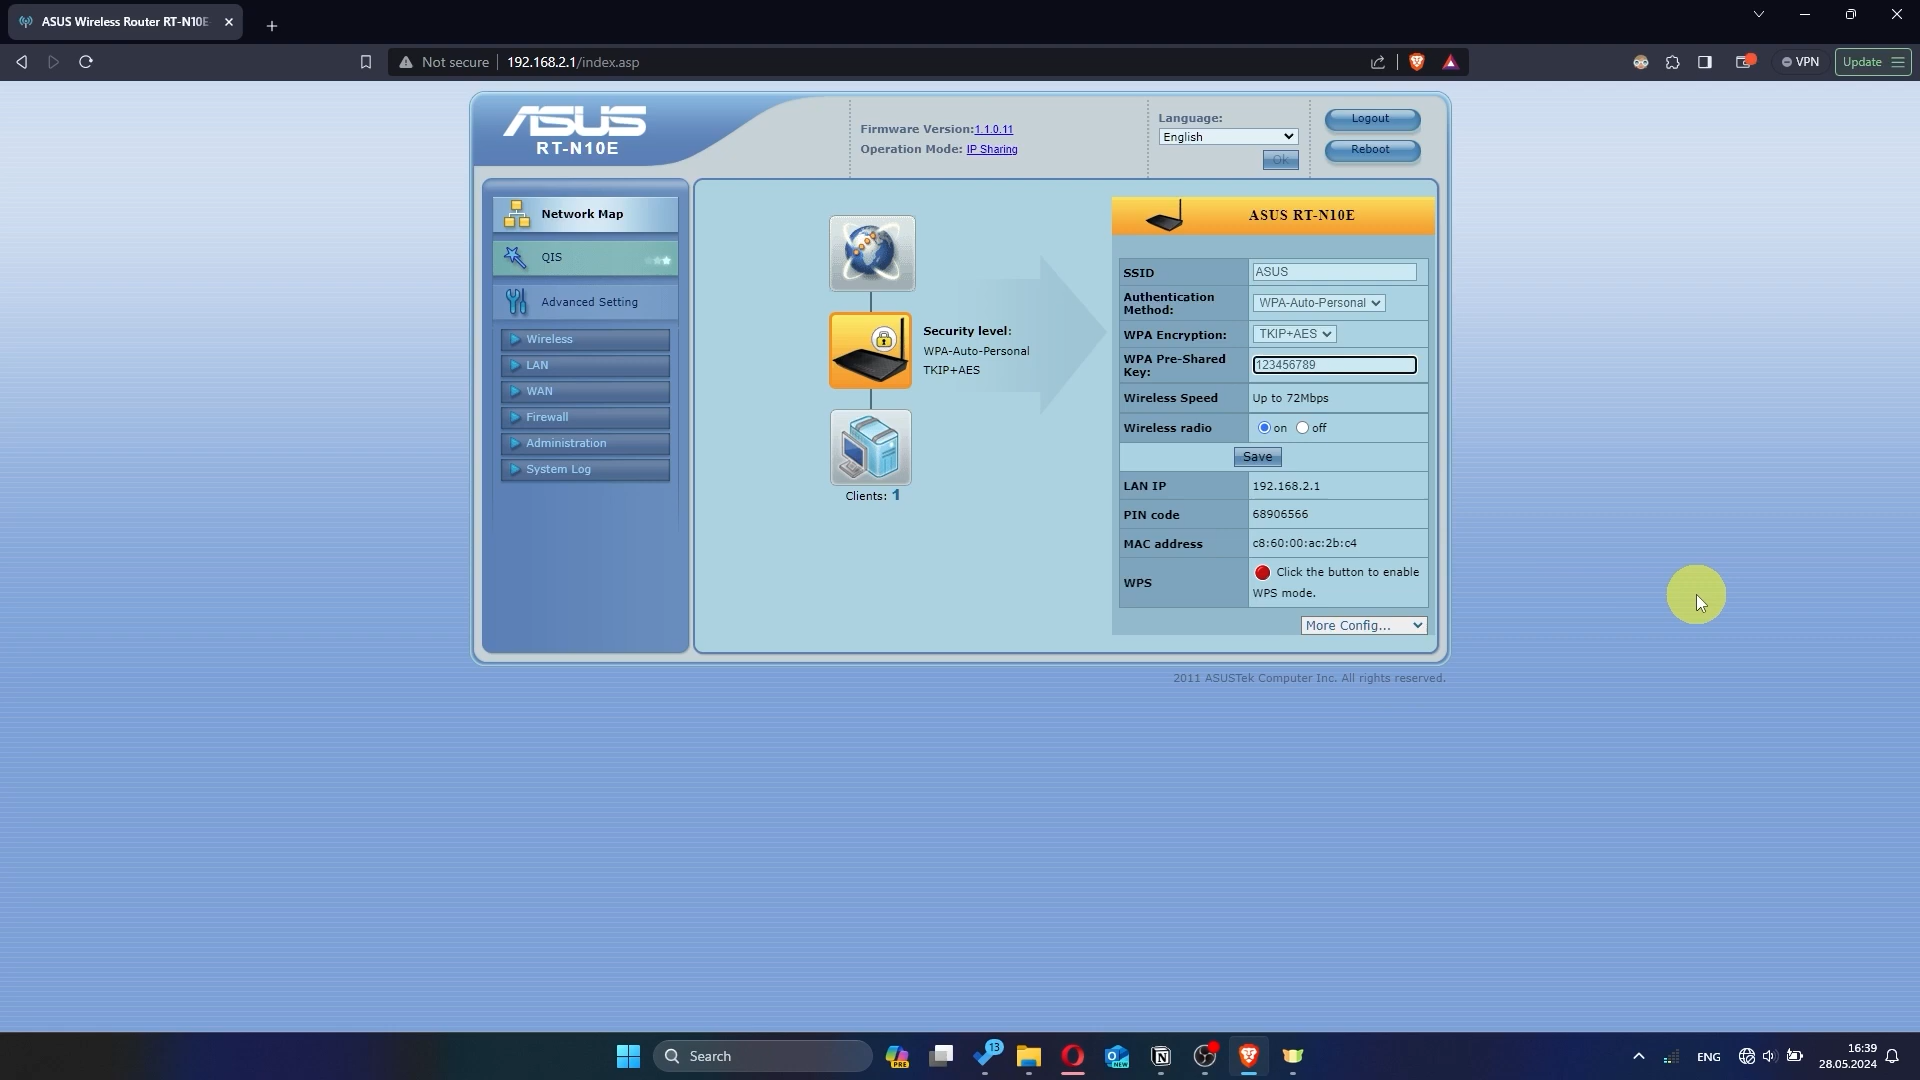 ASUS Wireless Router RT-N10E
Not secure
192.168.2.1/index.asp
VPN
Update
ASUS
RT-N10E
Firmware Version:1.1.0.11
Operation Mode: IP Sharing
Language:
English
Ok
Logout
Reboot
Network Map
QIS
Advanced Setting
Wireless
LAN
WAN
Firewall
Administration
System Log
Security level:
WPA-Auto-Personal
TKIP+AES
Clients: 1
ASUS RT-N10E
SSID
ASUS
Authentication
Method:
WPA-Auto-Personal
WPA Encryption:
TKIP+AES
WPA Pre-Shared
Key:
123456789
Wireless Speed
Up to 72Mbps
Wireless radio
on
off
Save
LAN IP
192.168.2.1
PIN code
68906566
MAC address
c8:60:00:ac:2b:c4
WPS
Click the button to enable
WPS mode.
More Config...
2011 ASUSTek Computer Inc. All rights reserved.
Search
PRE
13
NEW
ENG
16:39
28.05.2024